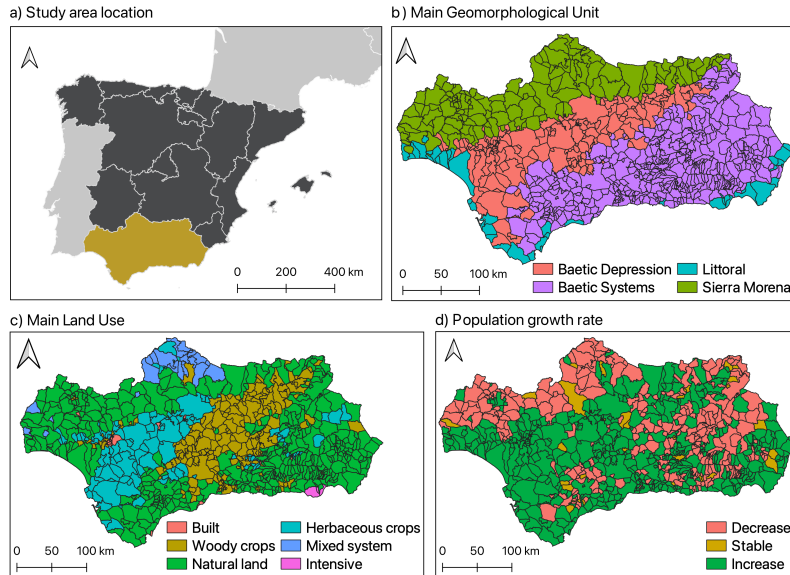 a) Study area location
0 200 400 km
b) Main Geomorphological Unit
Baetic Depression
Littoral
Baetic Systems
Sierra Morena
0 50 100 km
c) Main Land Use
Built
Herbaceous crops
Woody crops
Mixed system
Natural land
Intensive
0 50 100 km
d) Population growth rate
Decrease
Stable
Increase
0 50 100 km